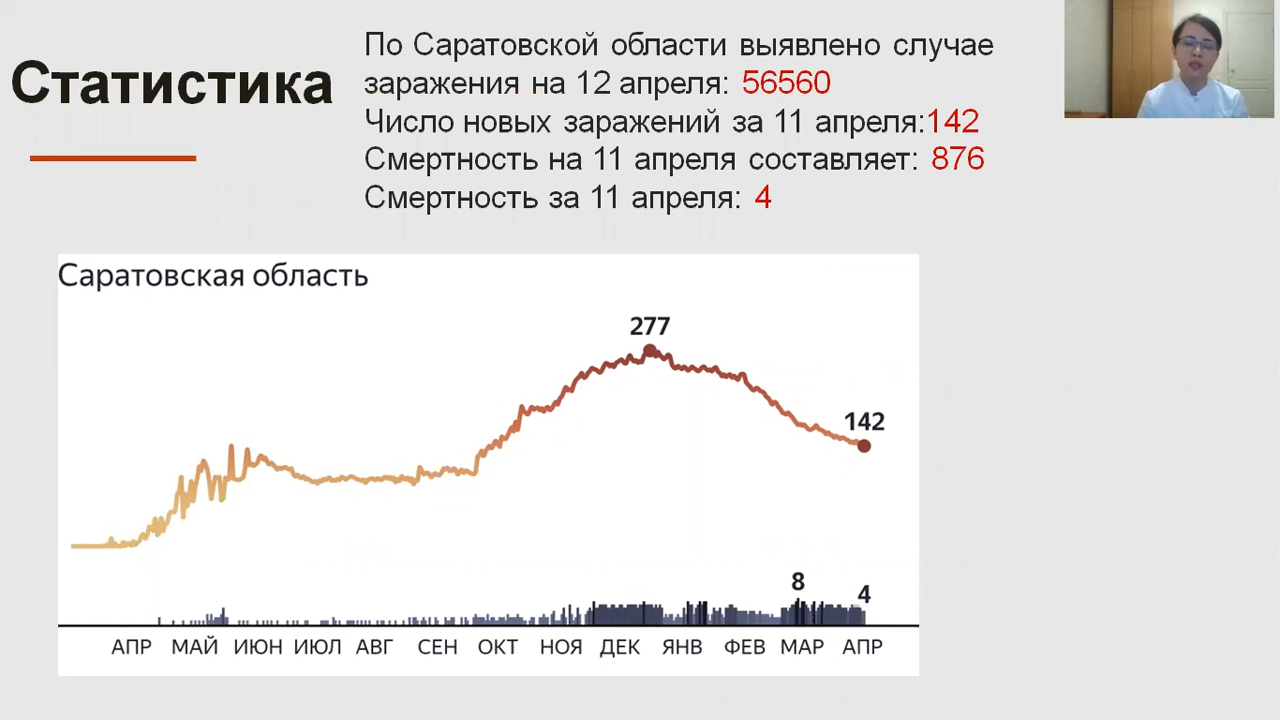 Статистика
По Саратовской области выявлено случае
заражения на 12 апреля: 56560
Число новых заражений за 11 апреля:142
Смертность на 11 апреля составляет: 876
Смертность за 11 апреля: 4
Саратовская область
277
142
8
4
АПР МАЙ ИЮН ИЮЛ АВГ СЕН ОКТ НОЯ ДЕК ЯНВ ФЕВ МАР АПР